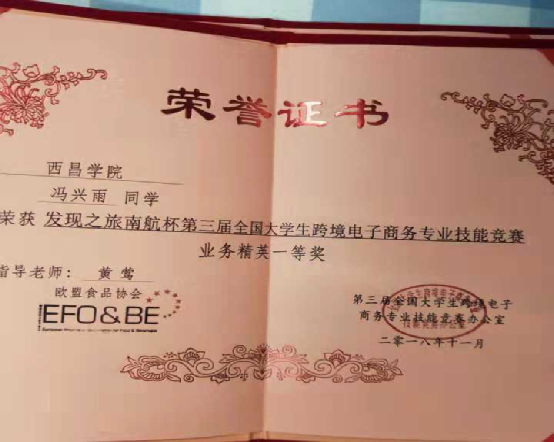 荣誉证书
西昌学院
冯兴雨 同学
荣获 发现之旅南航杯第三届全国大学生跨境电子商务专业技能竞赛
业务精英一等奖
指导老师: 黄莺
欧盟食品协会
EFO&BE
第三届全国大学生跨境电子
商务专业技能竞赛办公室
二零一八年十一月